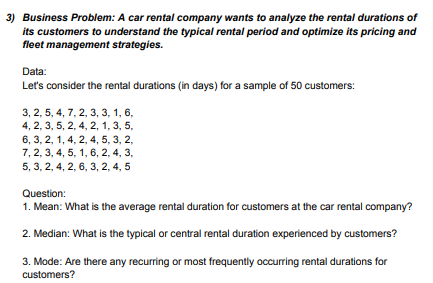 3) Business Problem: A car rental company wants to analyze the rental durations of
its customers to understand the typical rental period and optimize its pricing and
fleet management strategies.
Data:
Let's consider the rental durations (in days) for a sample of 50 customers:
3, 2, 5, 4, 7, 2, 3, 3, 1, 6,
4, 2, 3, 5, 2, 4, 2, 1, 3, 5,
6, 3, 2, 1, 4, 2, 4, 5, 3, 2,
7, 2, 3, 4, 5, 1, 6, 2, 4, 3,
5, 3, 2, 4, 2, 6, 3, 2, 4, 5
Question:
1. Mean: What is the average rental duration for customers at the car rental company?
2. Median: What is the typical or central rental duration experienced by customers?
3. Mode: Are there any recurring or most frequently occurring rental durations for
customers?